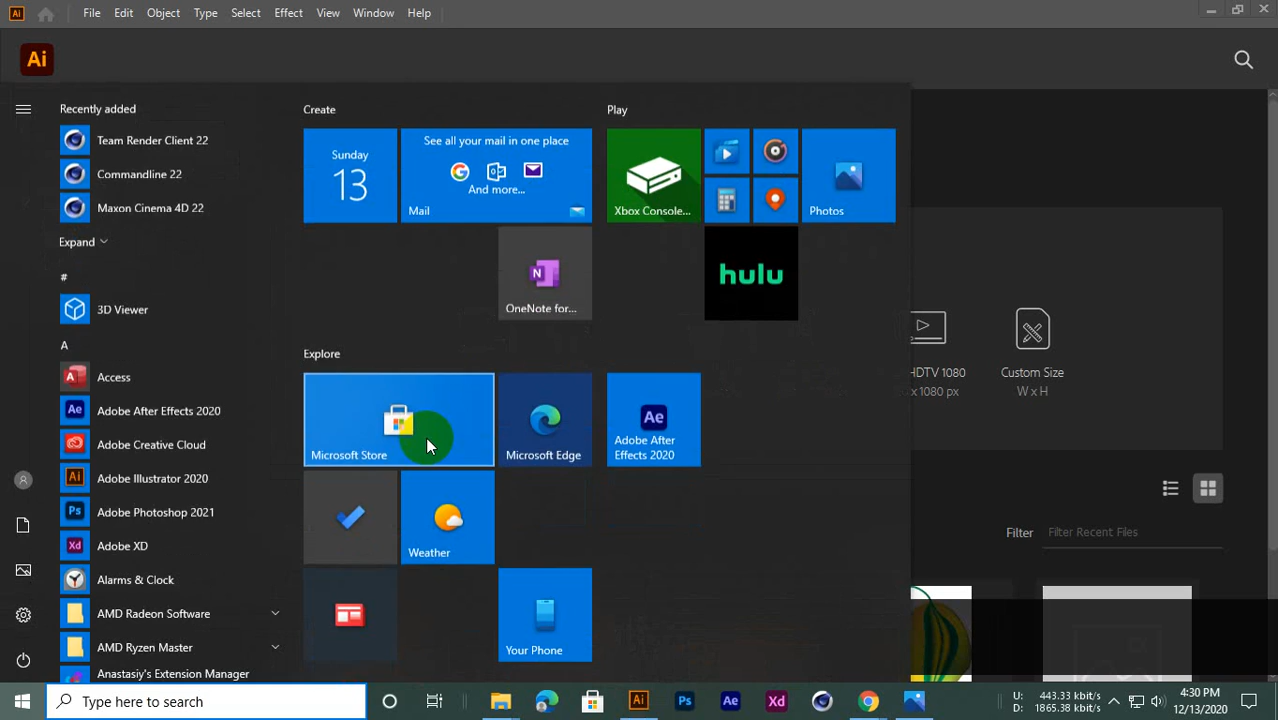 Ai
File Edit Object Type Select Effect View Window Help
Ai
Recently added
Team Render Client 22
Commandline 22
Maxon Cinema 4D 22
Expand
#
3D Viewer
A
Access
Adobe After Effects 2020
Adobe Creative Cloud
Adobe Illustrator 2020
Adobe Photoshop 2021
Adobe XD
Alarms & Clock
AMD Radeon Software
AMD Ryzen Master
Anastasiy's Extension Manager
Create
Sunday
13
See all your mail in one place
And more...
Mail
OneNote for...
Play
Xbox Console...
Photos
hulu
Explore
Microsoft Store
Microsoft Edge
Ae
Adobe After
Effects 2020
Weather
Your Phone
HDTV 1080
x 1080 px
Custom Size
W x H
Filter Filter Recent Files
Type here to search
Ai Ps Ae Xd
U: 443.33 kbit/s
D: 1865.38 kbit/s
4:30 PM
12/13/2020